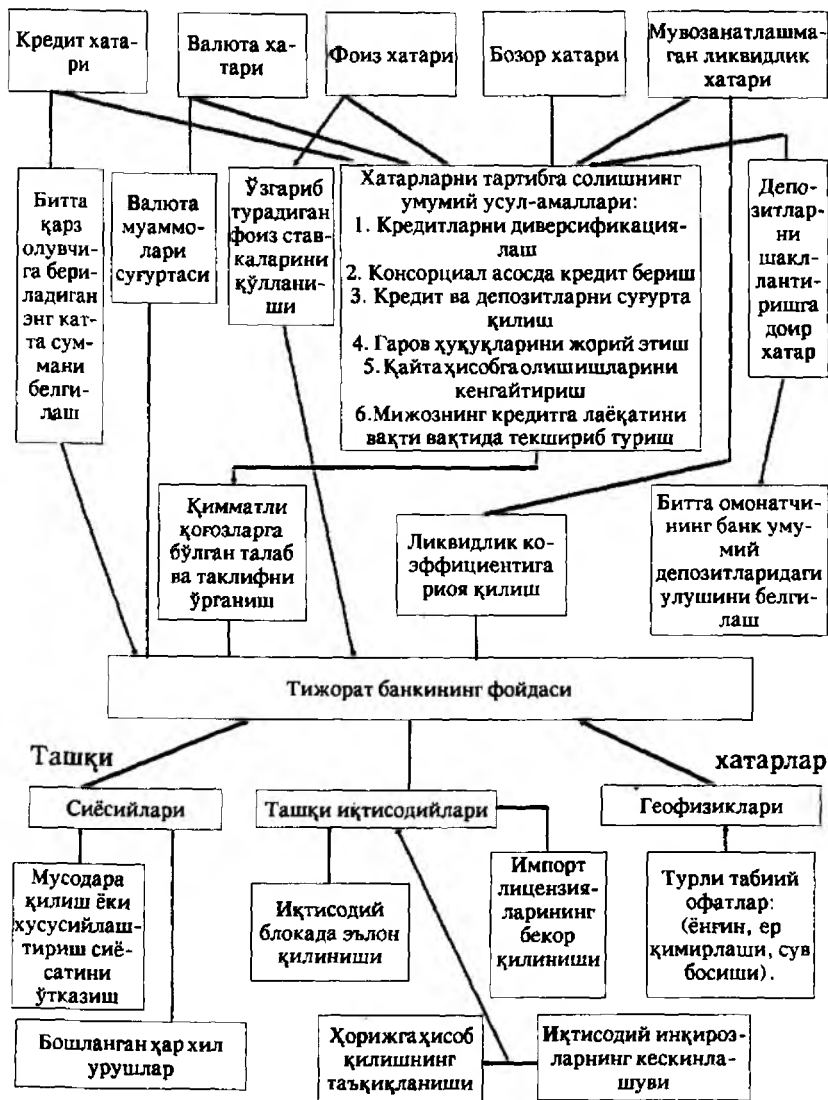 Кредит хата-
ри
Валюта ха-
тари
Фоиз хатари
Бозор хатари
Мувозанатлашма-
ган ликвидлик
хатари
Битта
қарз
олувчи-
га бери-
ладиган
энг кат-
та сум-
мани
белги-
лаш
Валюта
муаммо-
лари
суғуртаси
Ўзгариб
турадиган
фоиз став-
каларини
қўллани-
ши
Хатарларни тартибга солишнинг
умумий усул-амаллари:
1. Кредитларни диверсификация-
лаш
2. Консорциал асосда кредит бериш
3. Кредит ва депозитларни суғурта
қилиш
4. Гаров ҳуқуқларини жорий этиш
5. Қайта ҳисобга олиш ишларини
кенгайтириш
6.Мижознинг кредитга лаёқатини
вақти вақтида текшириб туриш
Депо-
зитлар-
ни
шакл-
лантири-
ришга
доир
хатар
Қимматли
қоғозларга
бўлган талаб
ва таклифни
ўрганиш
Ликвидлик ко-
эффициентига
риоя қилиш
Битта омонатчи-
нинг банк уму-
мий
депозитларидаги
улушини белги-
лаш
Тижорат банкининг фойдаси
Ташқи
хатарлар
Сиёсийлари
Ташқи иқтисодийлари
Геофизиклари
Мусодара
қилиш ёки
хусусийлаш-
тириш сиё-
сатини
ўтказиш
Иқтисодий
блокада эълон
қилиниши
Импорт
лицензия-
ларининг
бекор
қилиниши
Турли табиий
офатлар:
(ёнғин, ер
қимирлаши, сув
босиши).
Бошланган ҳар хил
урушлар
Ҳорижга ҳисоб
қилишнинг
таъқиқланиши
Иқтисодий инқироз-
ларнинг кескинла-
шуви